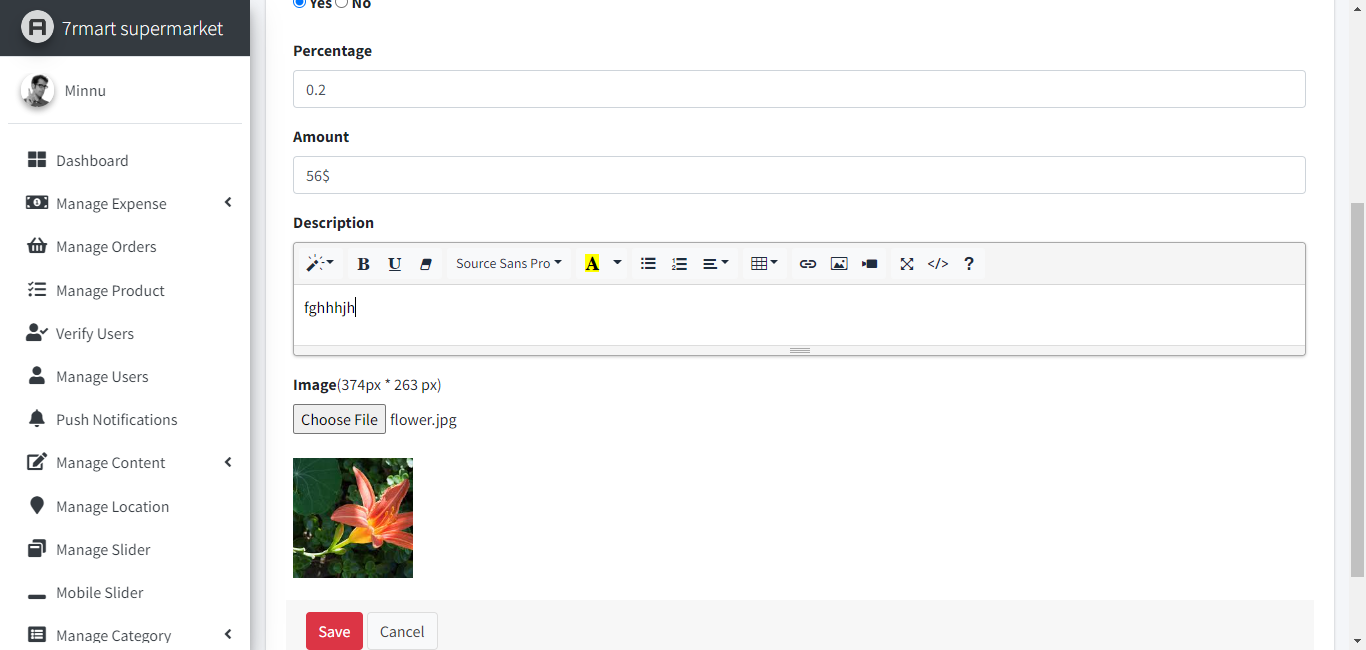 7rmart supermarket
Minnu
Dashboard
Manage Expense
Manage Orders
Manage Product
Verify Users
Manage Users
Push Notifications
Manage Content
Manage Location
Manage Slider
Mobile Slider
Manage Category
Yes No
Percentage
0.2
Amount
56$
Description
B U Source Sans Pro A </> ?
fghhhjh
Image(374px * 263 px)
Choose File flower.jpg
Save Cancel